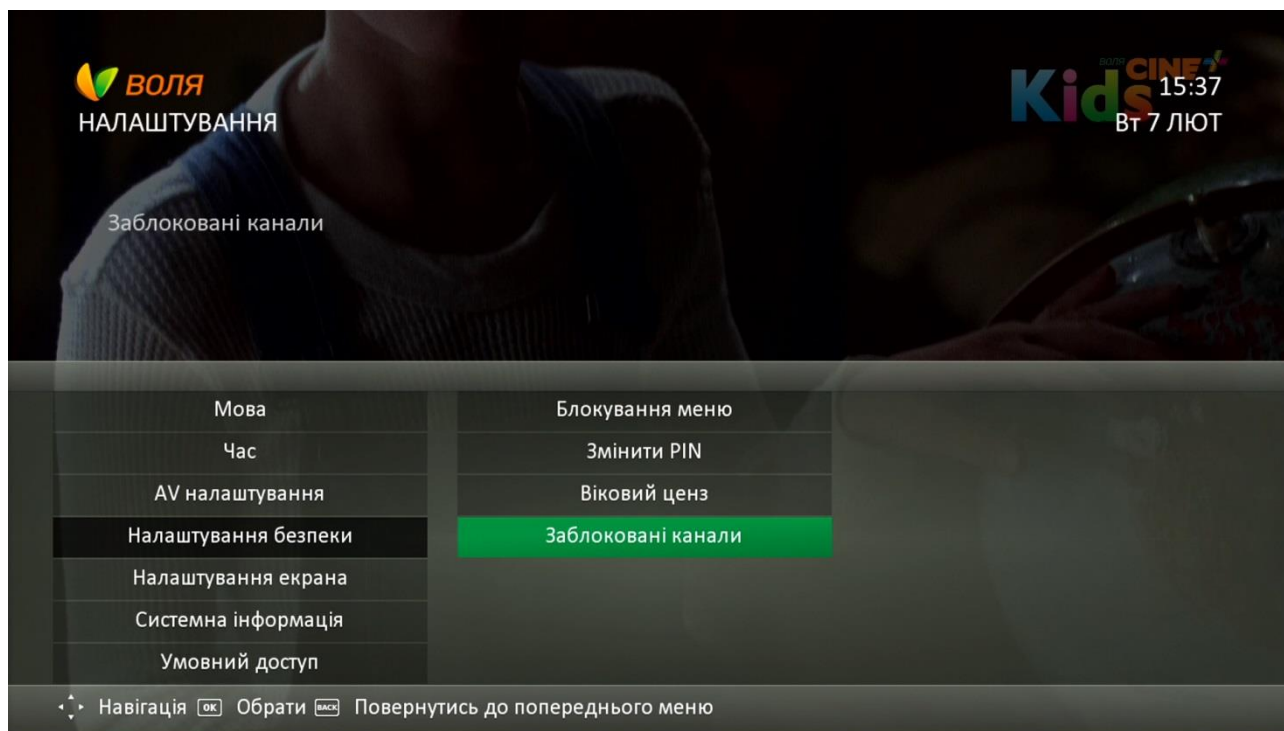 ВОЛЯ
НАЛАШТУВАННЯ
ВОЛЯ CINE+
Kids
15:37
Вт 7 ЛЮТ
Заблоковані канали
Мова
Час
AV налаштування
Налаштування безпеки
Налаштування екрана
Системна інформація
Умовний доступ
Блокування меню
Змінити PIN
Віковий ценз
Заблоковані канали
Навігація OK Обрати BACK Повернутись до попереднього меню